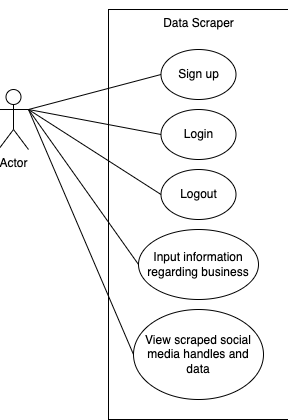 Data Scraper
Sign up
Login
Actor
Logout
Input information
regarding business
View scraped social
media handles and
data